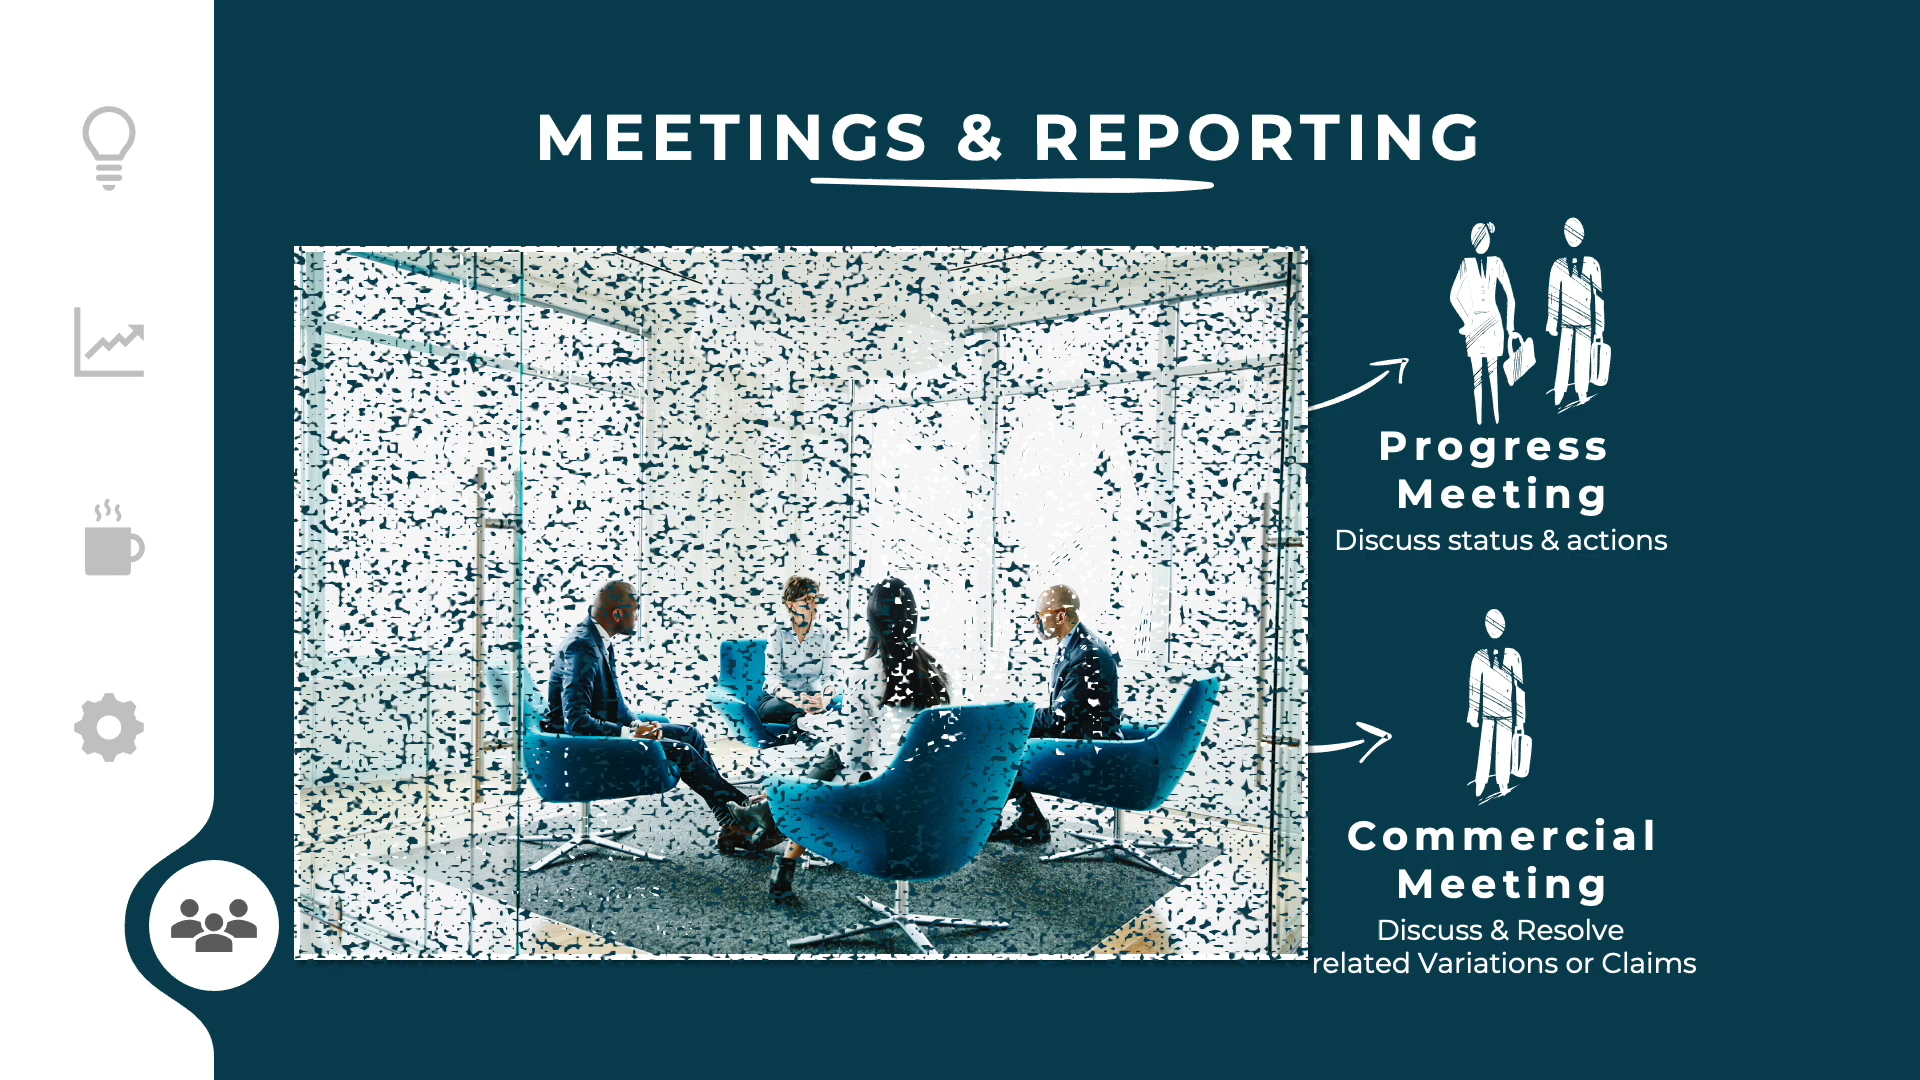 MEETINGS & REPORTING
Progress
Meeting
Discuss status & actions
Commercial
Meeting
Discuss & Resolve
related Variations or Claims